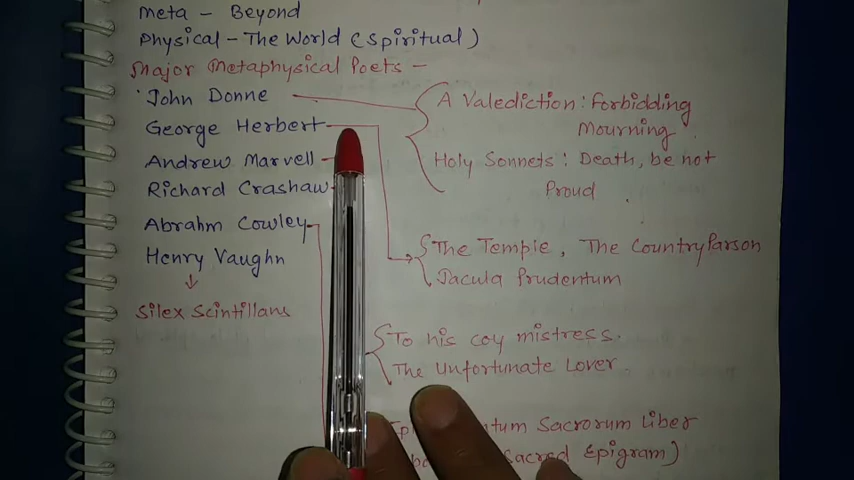 Meta - Beyond
Physical - The World (Spiritual)
Major Metaphysical Poets -
John Donne
George Herbert
Andrew Marvell
Richard Crashaw
Abrahm Cowley
Henry Vaughn
Silex Scintillans
A Valediction : Forbidding
Mourning
Holy Sonnets : Death, be not
Proud
The Temple, The Country Parson
Jacula Prudentum
To his coy mistress.
The Unfortunate Lover.
Sacrorum Liber
Sacred Epigram)